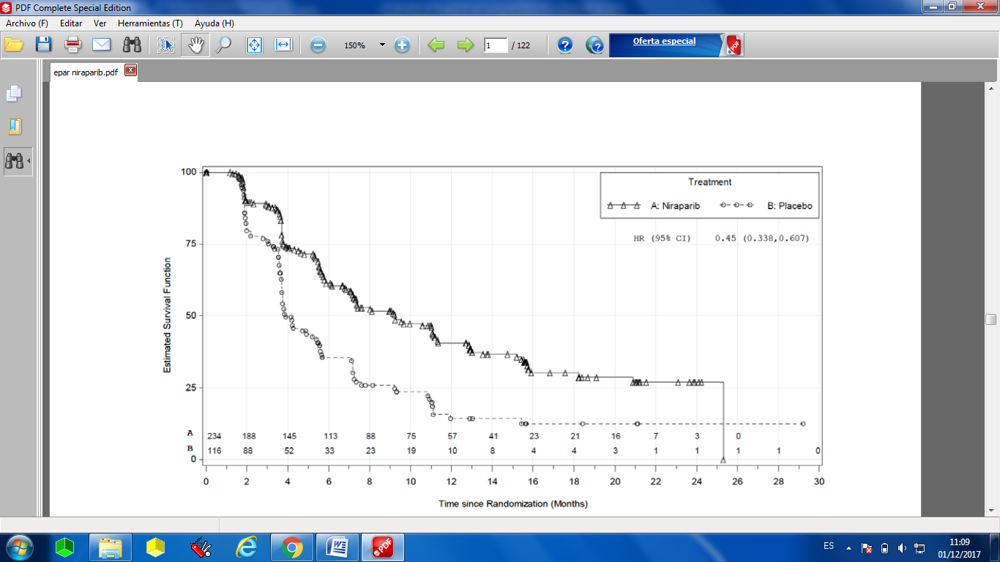 PDF Complete Special Edition
Archivo (F) Editar Ver Herramientas (T) Ayuda (H)
150% 1 / 122 Oferta especial
epar niraparib.pdf
100
75
50
25
0
Estimated Survival Function
Treatment
A: Niraparib B: Placebo
HR (95% CI) 0.45 (0.338,0.607)
A 234 188 145 113 88 75 57 41 23 21 16 7 3 0
B 116 88 52 33 23 19 10 8 4 4 3 1 1 1 1 0
0 2 4 6 8 10 12 14 16 18 20 22 24 26 28 30
Time since Randomization (Months)
ES 11:09
01/12/2017